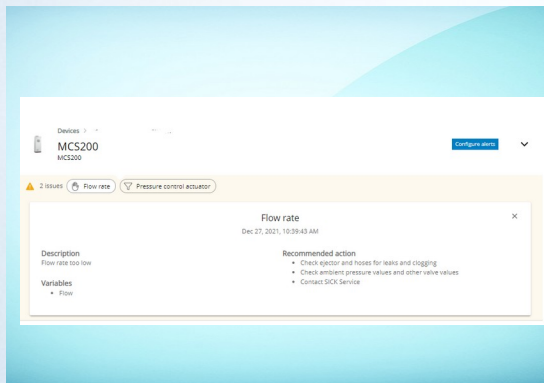 Devices >
MCS200
MCS200
Configure alerts
2 issues Flow rate Pressure control actuator
Flow rate
Dec 27, 2021, 10:39:43 AM
Description
Flow rate too low
Variables
• Flow
Recommended action
• Check ejector and hoses for leaks and clogging
• Check ambient pressure values and other valve values
• Contact SICK Service